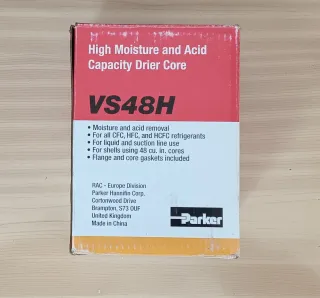 High Moisture and Acid
Capacity Drier Core
VS48H
• Moisture and acid removal
• For all CFC, HFC, and HCFC refrigerants
• For liquid and suction line use
• For shells using 48 cu. in. cores
• Flange and core gaskets included
RAC - Europe Division
Parker Hannifin Corp.
Cortonwood Drive
Brampton, S73 0UF
United Kingdom
Made in China
Parker